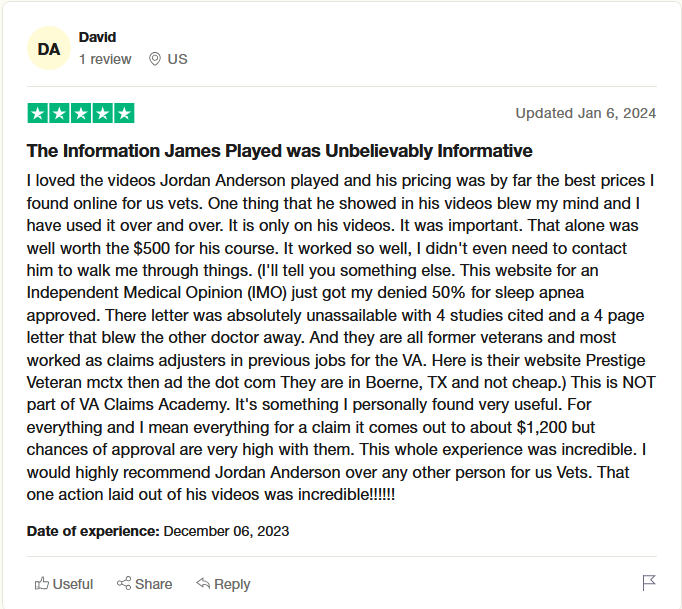 DA
David
1 review US
Updated Jan 6, 2024
The Information James Played was Unbelievably Informative
I loved the videos Jordan Anderson played and his pricing was by far the best prices I
found online for us vets. One thing that he showed in his videos blew my mind and I
have used it over and over. It is only on his videos. It was important. That alone was
well worth the $500 for his course. It worked so well, I didn't even need to contact
him to walk me through things. (I'll tell you something else. This website for an
Independent Medical Opinion (IMO) just got my denied 50% for sleep apnea
approved. There letter was absolutely unassailable with 4 studies cited and a 4 page
letter that blew the other doctor away. And they are all former veterans and most
worked as claims adjusters in previous jobs for the VA. Here is their website Prestige
Veteran mctx then ad the dot com They are in Boerne, TX and not cheap.) This is NOT
part of VA Claims Academy. It's something I personally found very useful. For
everything and I mean everything for a claim it comes out to about $1,200 but
chances of approval are very high with them. This whole experience was incredible. I
would highly recommend Jordan Anderson over any other person for us Vets. That
one action laid out of his videos was incredible!!!!!!
Date of experience: December 06, 2023
Useful Share Reply